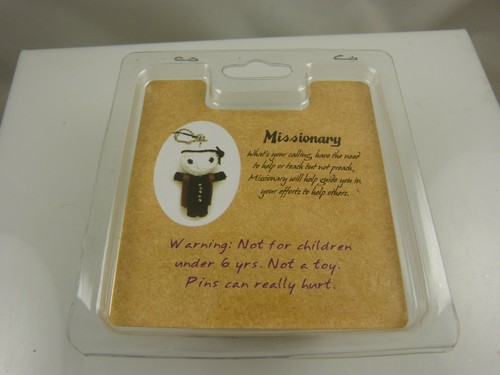 Missionary
What's your calling, have the need
to help or teach but not preach,
Missionary will help guide you in
your efforts to help others.
Warning: Not for children
under 6 yrs. Not a toy.
Pins can really hurt.